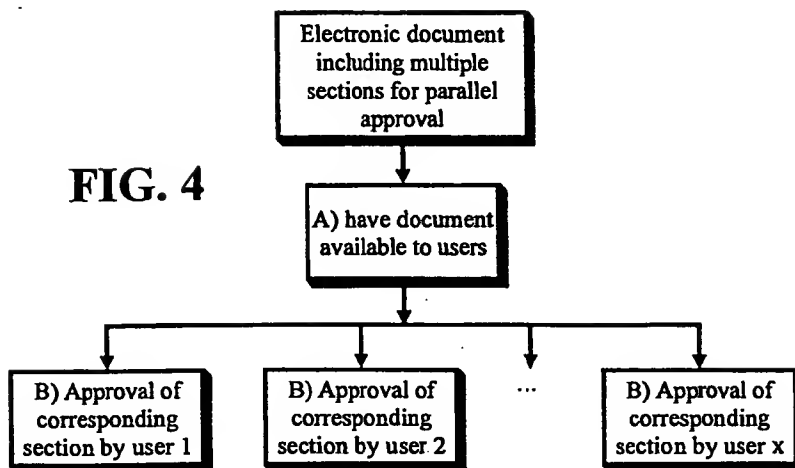 Electronic document
including multiple
sections for parallel
approval
FIG. 4
A) have document
available to users
B) Approval of
corresponding
section by user 1
B) Approval of
corresponding
section by user 2
...
B) Approval of
corresponding
section by user x